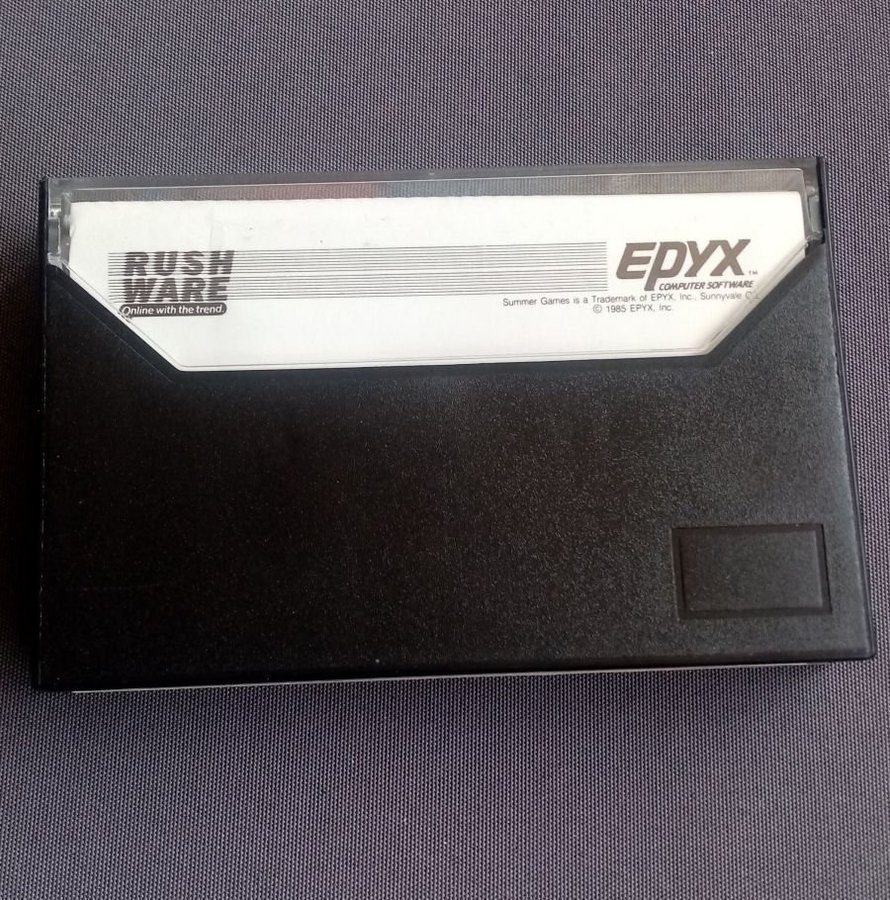 RUSH
WARE
Online with the trend.
EPYX™
COMPUTER SOFTWARE
Summer Games is a Trademark of EPYX, Inc., Sunnyvale
© 1985 EPYX, Inc.